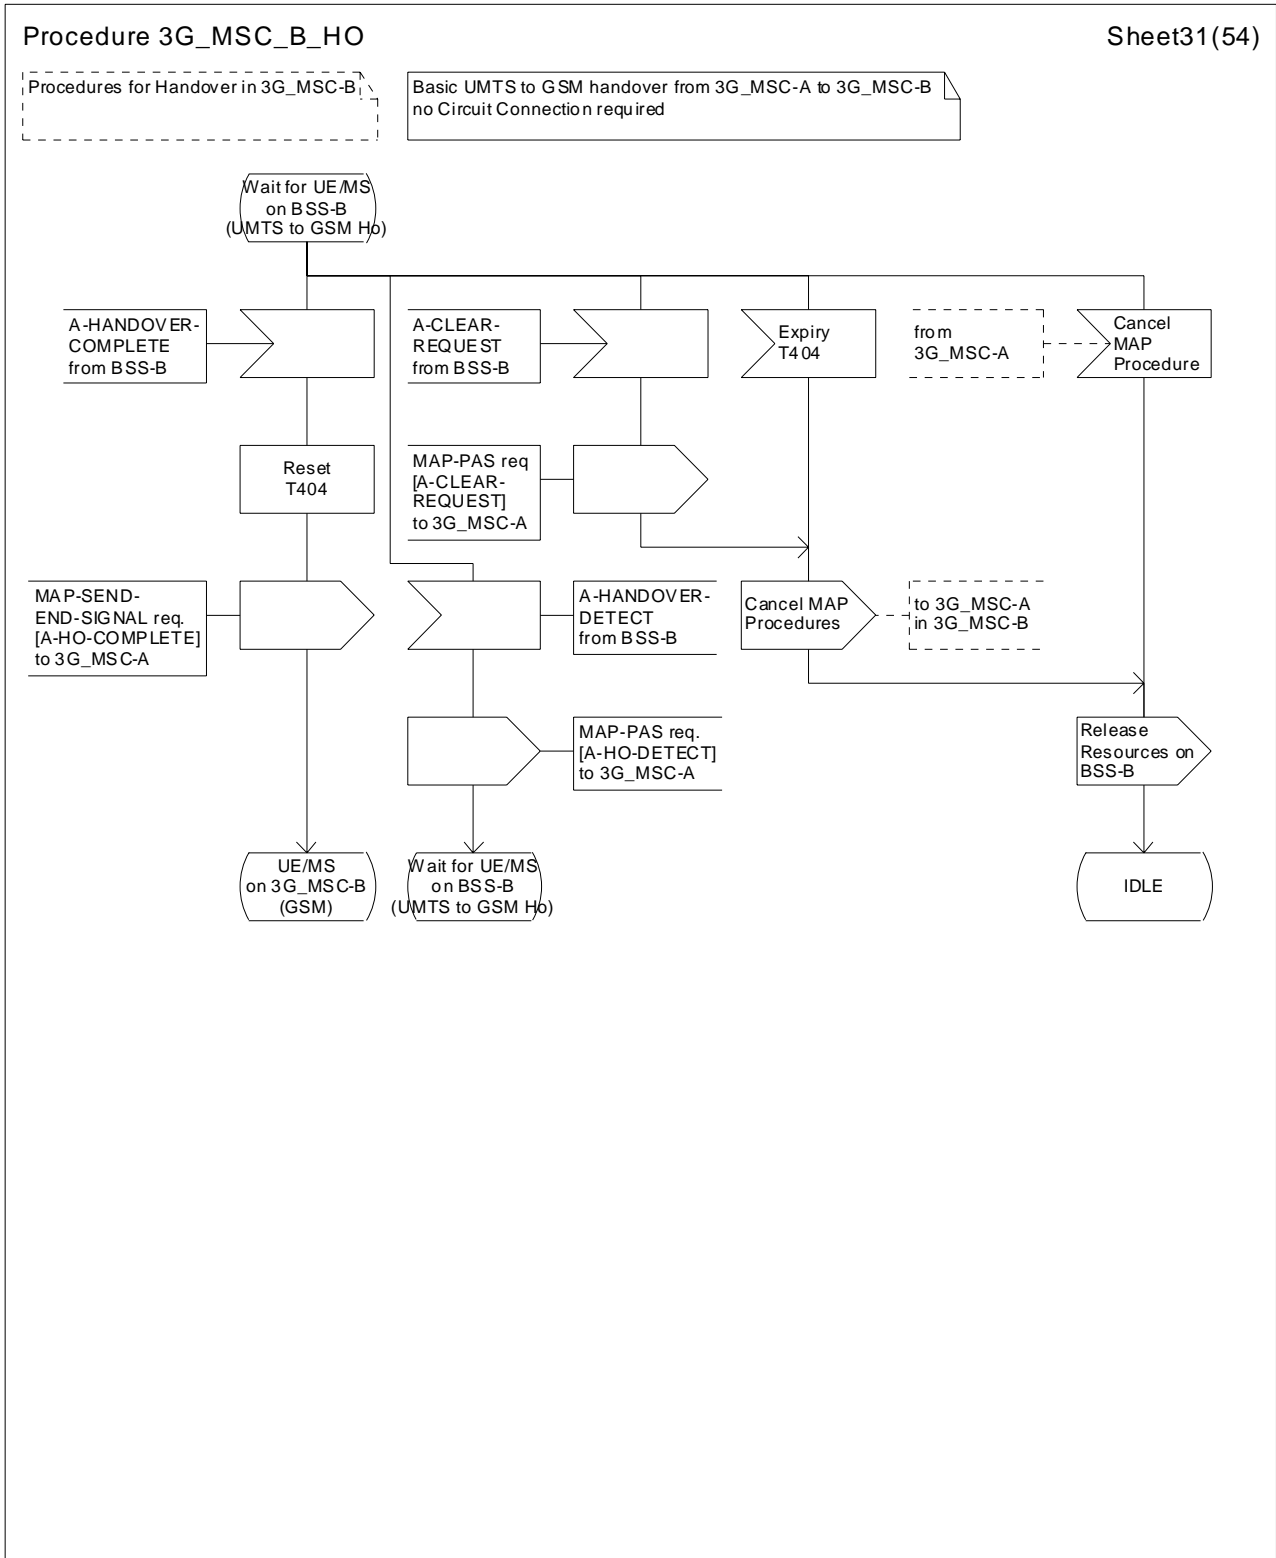 Procedure 3G_MSC_B_HO
Sheet31(54)
Procedures for Handover in 3G_MSC-B
Basic UMTS to GSM handover from 3G_MSC-A to 3G_MSC-B
no Circuit Connection required
Wait for UE/MS
on BSS-B
(UMTS to GSM Ho)
A-HANDOVER-
COMPLETE
from BSS-B
A-CLEAR-
REQUEST
from BSS-B
Expiry
T404
from
3G_MSC-A
Cancel
MAP
Procedure
Reset
T404
MAP-PAS req
[A-CLEAR-
REQUEST]
to 3G_MSC-A
MAP-SEND-
END-SIGNAL req.
[A-HO-COMPLETE]
to 3G_MSC-A
A-HANDOVER-
DETECT
from BSS-B
Cancel MAP
Procedures
to 3G_MSC-A
in 3G_MSC-B
MAP-PAS req.
[A-HO-DETECT]
to 3G_MSC-A
Release
Resources on
BSS-B
UE/MS
on 3G_MSC-B
(GSM)
Wait for UE/MS
on BSS-B
(UMTS to GSM Ho)
IDLE